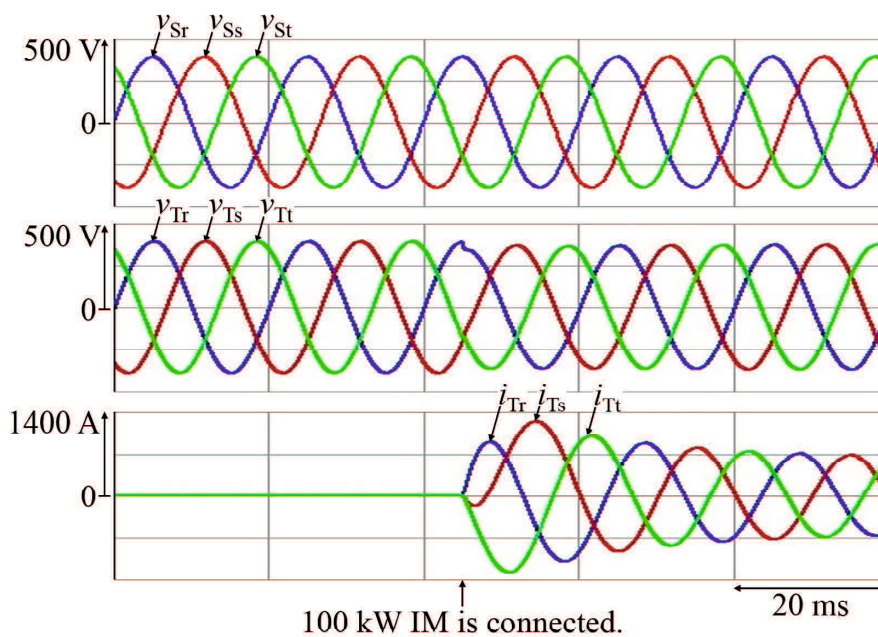 vSr vSs vSt
500 V
0
vTr vTs vTt
500 V
0
iTr iTs iTt
1400 A
0
20 ms
100 kW IM is connected.